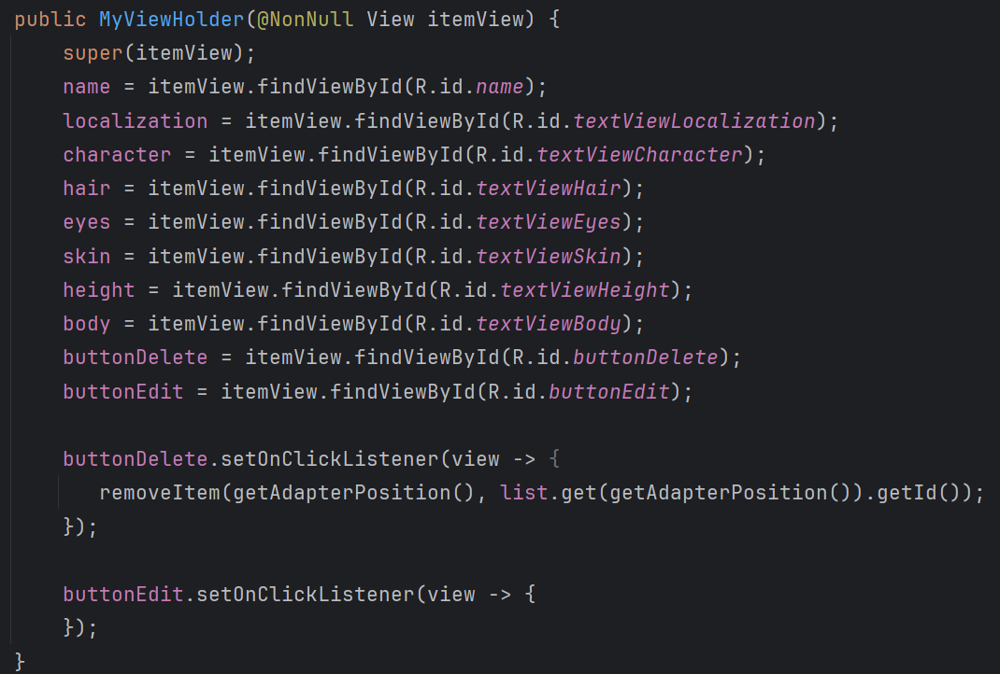 public MyViewHolder(@NonNull View itemView) {
super(itemView);
name = itemView.findViewById(R.id.name);
localization = itemView.findViewById(R.id.textViewLocalization);
character = itemView.findViewById(R.id.textViewCharacter);
hair = itemView.findViewById(R.id.textViewHair);
eyes = itemView.findViewById(R.id.textViewEyes);
skin = itemView.findViewById(R.id.textViewSkin);
height = itemView.findViewById(R.id.textViewHeight);
body = itemView.findViewById(R.id.textViewBody);
buttonDelete = itemView.findViewById(R.id.buttonDelete);
buttonEdit = itemView.findViewById(R.id.buttonEdit);
buttonDelete.setOnClickListener(view -> {
removeItem(getAdapterPosition(), list.get(getAdapterPosition()).getId());
});
buttonEdit.setOnClickListener(view -> {
});
}